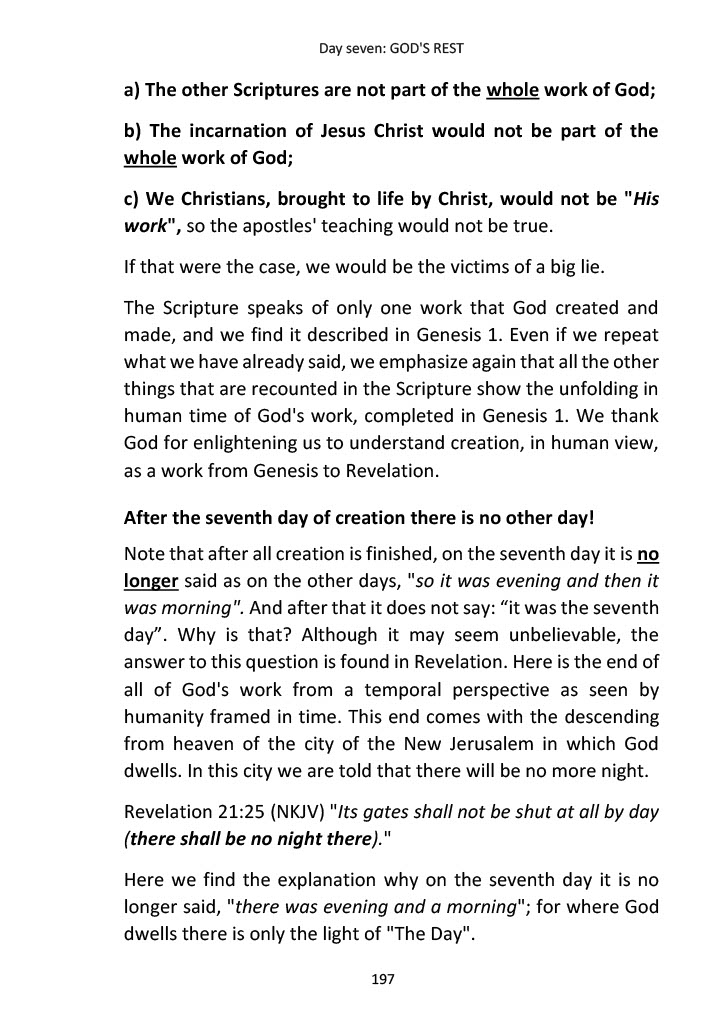 Day seven: GOD'S REST
a) The other Scriptures are not part of the whole work of God;
b) The incarnation of Jesus Christ would not be part of the
whole work of God;
c) We Christians, brought to life by Christ, would not be "His
work", so the apostles' teaching would not be true.
If that were the case, we would be the victims of a big lie.
The Scripture speaks of only one work that God created and
made, and we find it described in Genesis 1. Even if we repeat
what we have already said, we emphasize again that all the other
things that are recounted in the Scripture show the unfolding in
human time of God's work, completed in Genesis 1. We thank
God for enlightening us to understand creation, in human view,
as a work from Genesis to Revelation.
After the seventh day of creation there is no other day!
Note that after all creation is finished, on the seventh day it is no
longer said as on the other days, "so it was evening and then it
was morning". And after that it does not say: “it was the seventh
day”. Why is that? Although it may seem unbelievable, the
answer to this question is found in Revelation. Here is the end of
all of God's work from a temporal perspective as seen by
humanity framed in time. This end comes with the descending
from heaven of the city of the New Jerusalem in which God
dwells. In this city we are told that there will be no more night.
Revelation 21:25 (NKJV) "Its gates shall not be shut at all by day
(there shall be no night there)."
Here we find the explanation why on the seventh day it is no
longer said, "there was evening and a morning"; for where God
dwells there is only the light of "The Day".
197